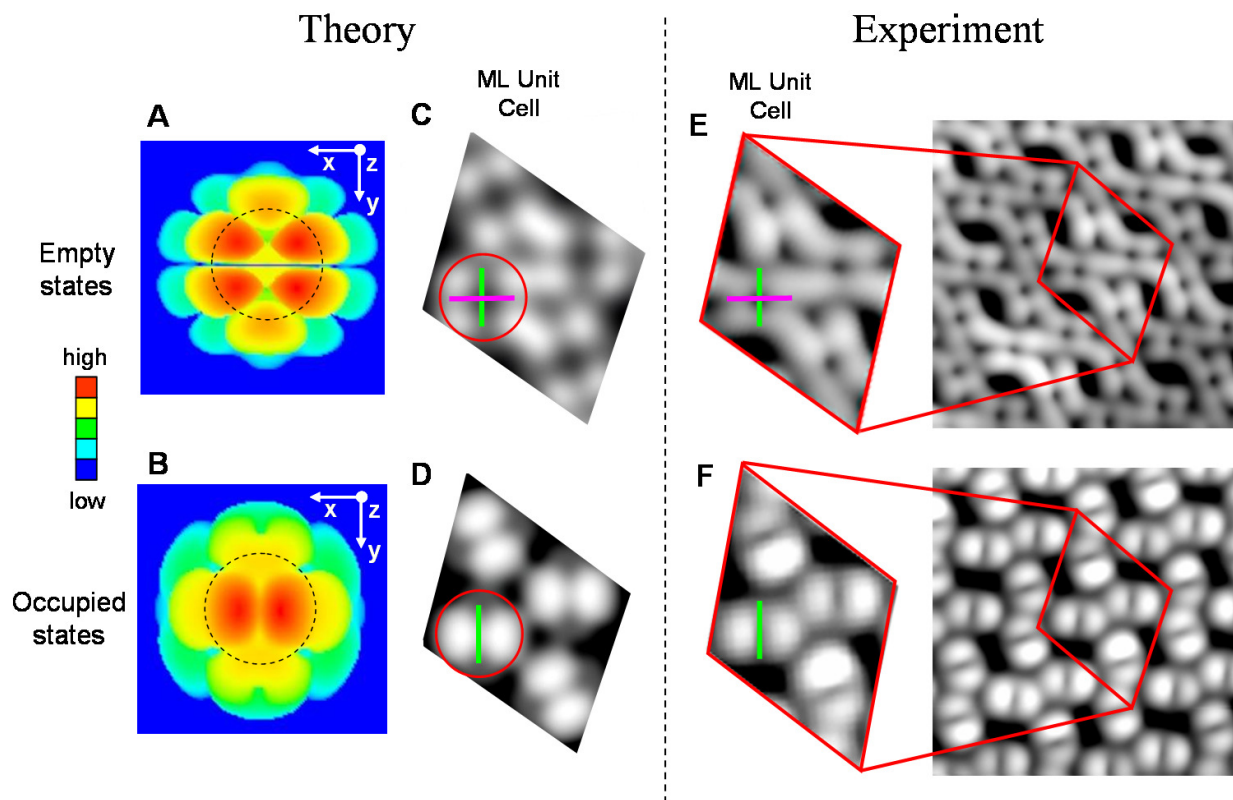 Theory
Experiment
ML Unit
Cell
ML Unit
Cell
A
C
E
x
z
y
Empty
states
high
low
B
D
F
x
z
y
Occupied
states